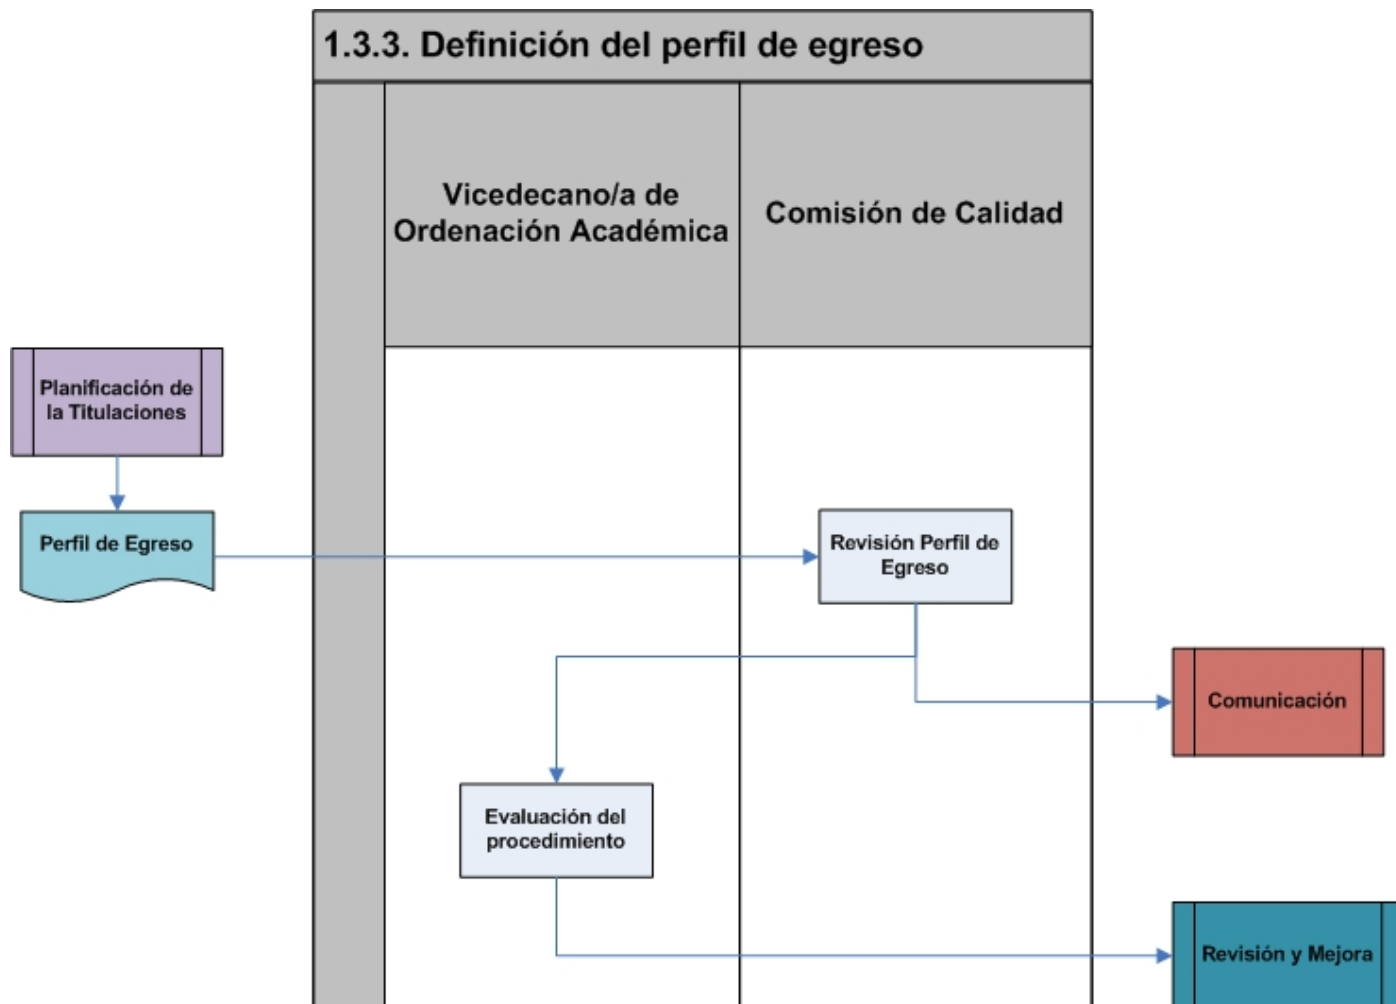 1.3.3. Definición del perfil de egreso
Vicedecano/a de
Ordenación Académica
Comisión de Calidad
Planificación de
la Titulaciones
Perfil de Egreso
Revisión Perfil de
Egreso
Comunicación
Evaluación del
procedimiento
Revisión y Mejora